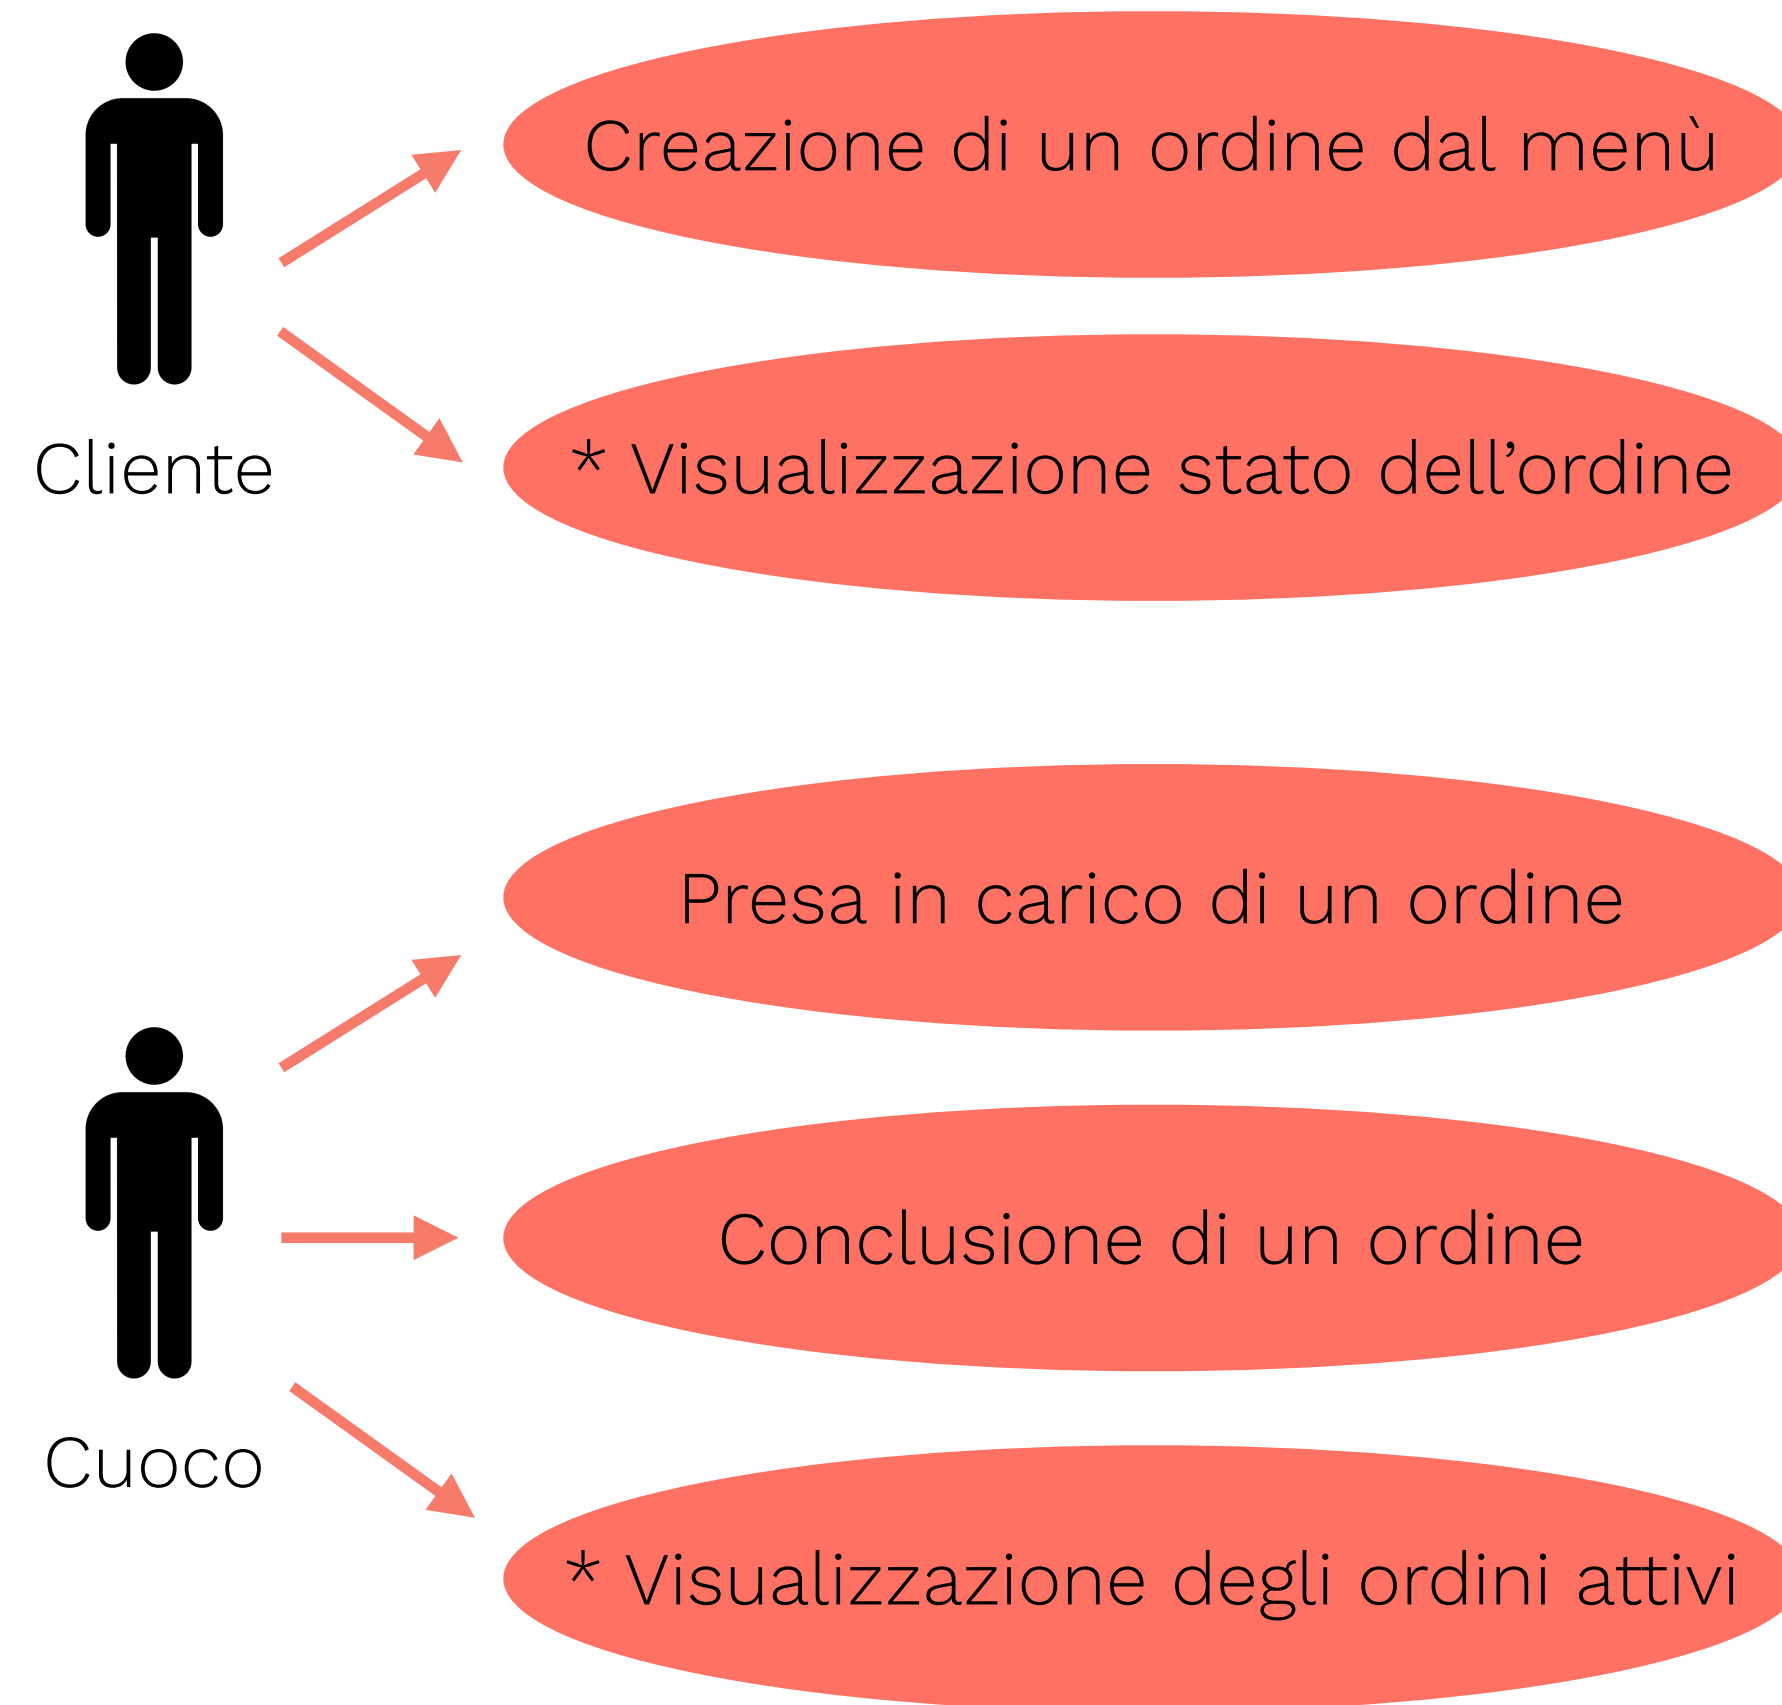 Creazione di un ordine dal menù
* Visualizzazione stato dell’ordine
Cliente
Presa in carico di un ordine
Conclusione di un ordine
Cuoco
* Visualizzazione degli ordini attivi